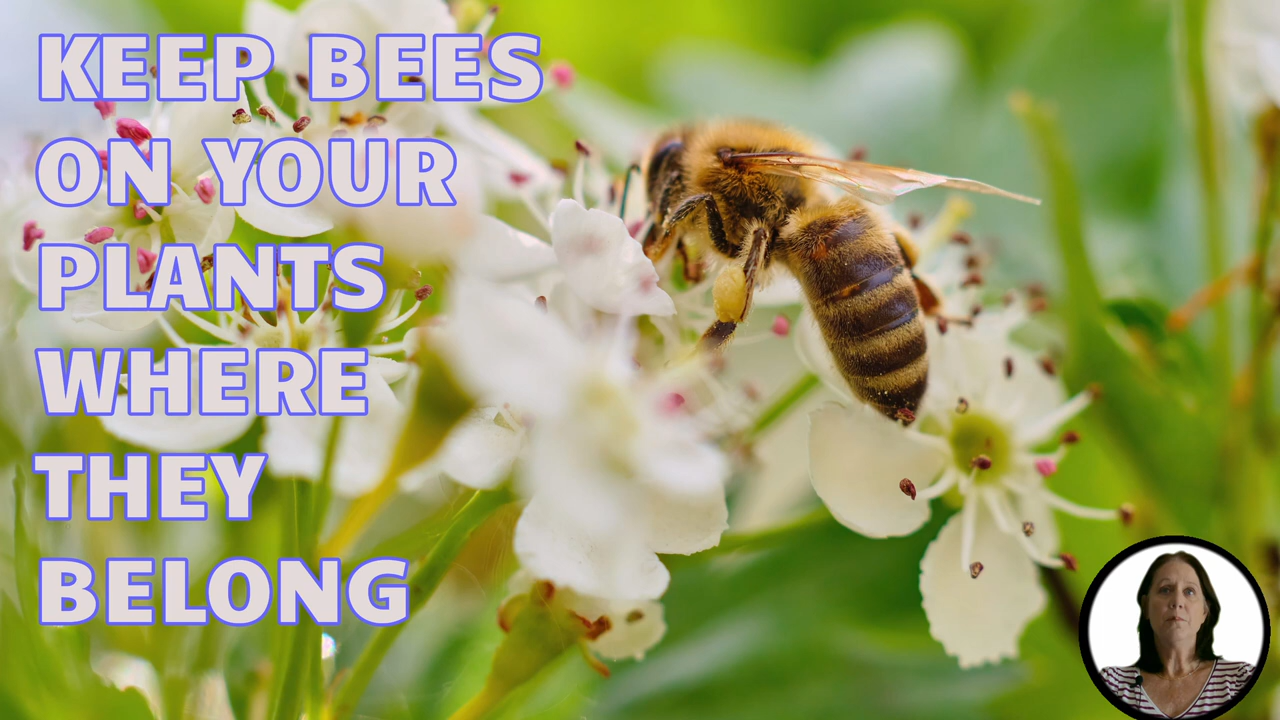 KEEP BEES
ON YOUR
PLANTS
WHERE
THEY
BELONG